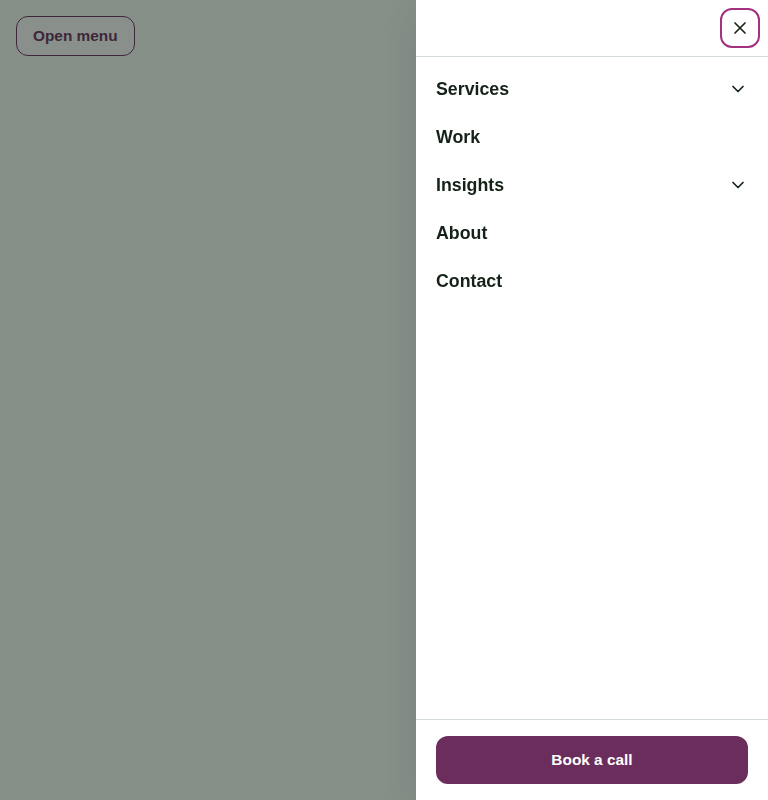 Open menu
Services
Work
Insights
About
Contact
Book a call